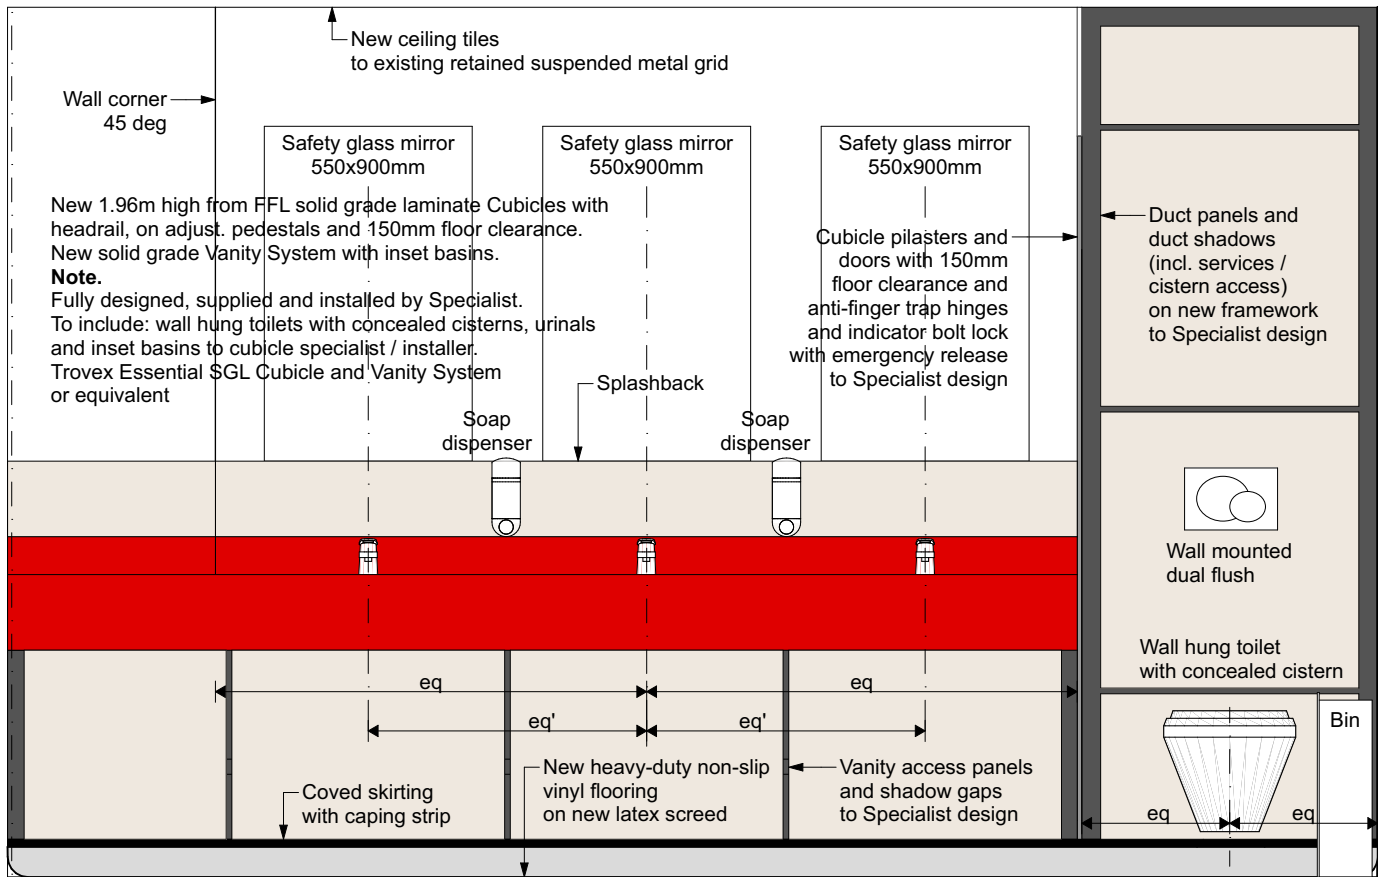 New ceiling tiles
to existing retained suspended metal grid
Wall corner
45 deg
Safety glass mirror
550x900mm
Safety glass mirror
550x900mm
Safety glass mirror
550x900mm
New 1.96m high from FFL solid grade laminate Cubicles with
headrail, on adjust. pedestals and 150mm floor clearance.
New solid grade Vanity System with inset basins.
Note.
Fully designed, supplied and installed by Specialist.
To include: wall hung toilets with concealed cisterns, urinals
and inset basins to cubicle specialist / installer.
Trovex Essential SGL Cubicle and Vanity System
or equivalent
Cubicle pilasters and
doors with 150mm
floor clearance and
anti-finger trap hinges
and indicator bolt lock
with emergency release
to Specialist design
Duct panels and
duct shadows
(incl. services /
cistern access)
on new framework
to Specialist design
Splashback
Soap
dispenser
Soap
dispenser
Wall mounted
dual flush
Wall hung toilet
with concealed cistern
eq
eq
eq'
eq'
Bin
Coved skirting
with caping strip
New heavy-duty non-slip
vinyl flooring
on new latex screed
Vanity access panels
and shadow gaps
to Specialist design
eq
eq